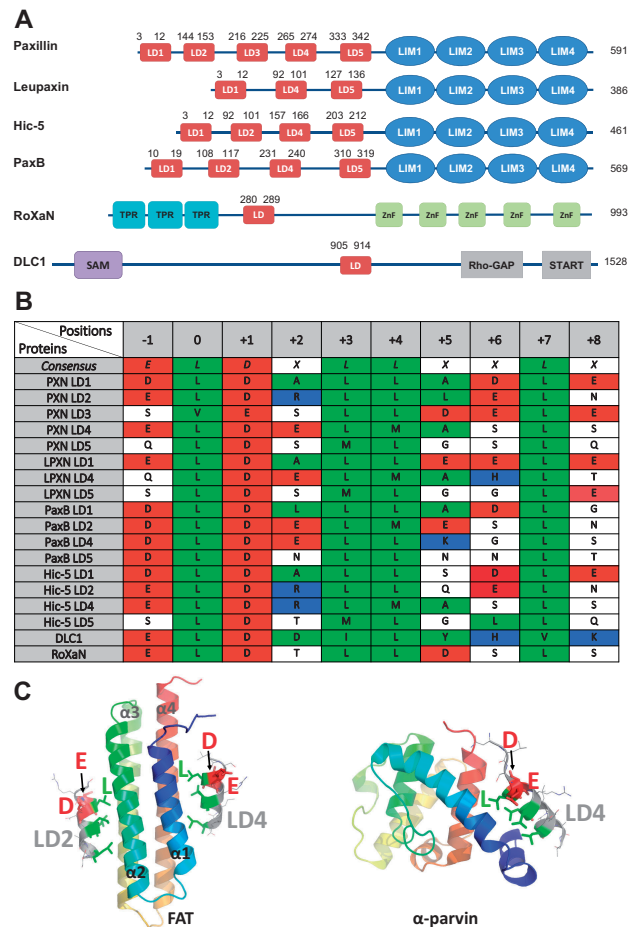 A
3 12 144 153 216 225 265 274 333 342
Paxillin LD1 LD2 LD3 LD4 LD5 LIM1 LIM2 LIM3 LIM4 591
3 12 92 101 127 136
Leupaxin LD1 LD4 LD5 LIM1 LIM2 LIM3 LIM4 386
3 12 92 101 157 166 203 212
Hic-5 LD1 LD2 LD4 LD5 LIM1 LIM2 LIM3 LIM4 461
10 19 108 117 231 240 310 319
PaxB LD1 LD2 LD4 LD5 LIM1 LIM2 LIM3 LIM4 569
280 289
RoXaN TPR TPR TPR LD ZnF ZnF ZnF ZnF ZnF 993
905 914
DLC1 SAM LD Rho-GAP START 1528
B
Positions -1 0 +1 +2 +3 +4 +5 +6 +7 +8
Proteins
Consensus E L D X L L X X L X
PXN LD1 D L D A L L A D L E
PXN LD2 E L D R L L L E L N
PXN LD3 S V E S L L D E L E
PXN LD4 E L D E L M A S L S
PXN LD5 Q L D S M L G S L Q
LPXN LD1 E L D A L L E E L E
LPXN LD4 Q L D E L M A H L T
LPXN LD5 S L D S M L G G L E
PaxB LD1 D L D L L L A D L G
PaxB LD2 D L D E L M E S L N
PaxB LD4 D L D E L L K G L S
PaxB LD5 D L D N L L N N L T
Hic-5 LD1 D L D A L L S D L E
Hic-5 LD2 E L D R L L Q E L N
Hic-5 LD4 E L D R L M A S L S
Hic-5 LD5 S L D T M L G L L Q
DLC1 E L D D I L Y H V K
RoXaN E L D T L L D S L S
C
α3 α4
E D
L L E
D
LD2 LD4
α2 α1
FAT
D
E
L
LD4
α-parvin